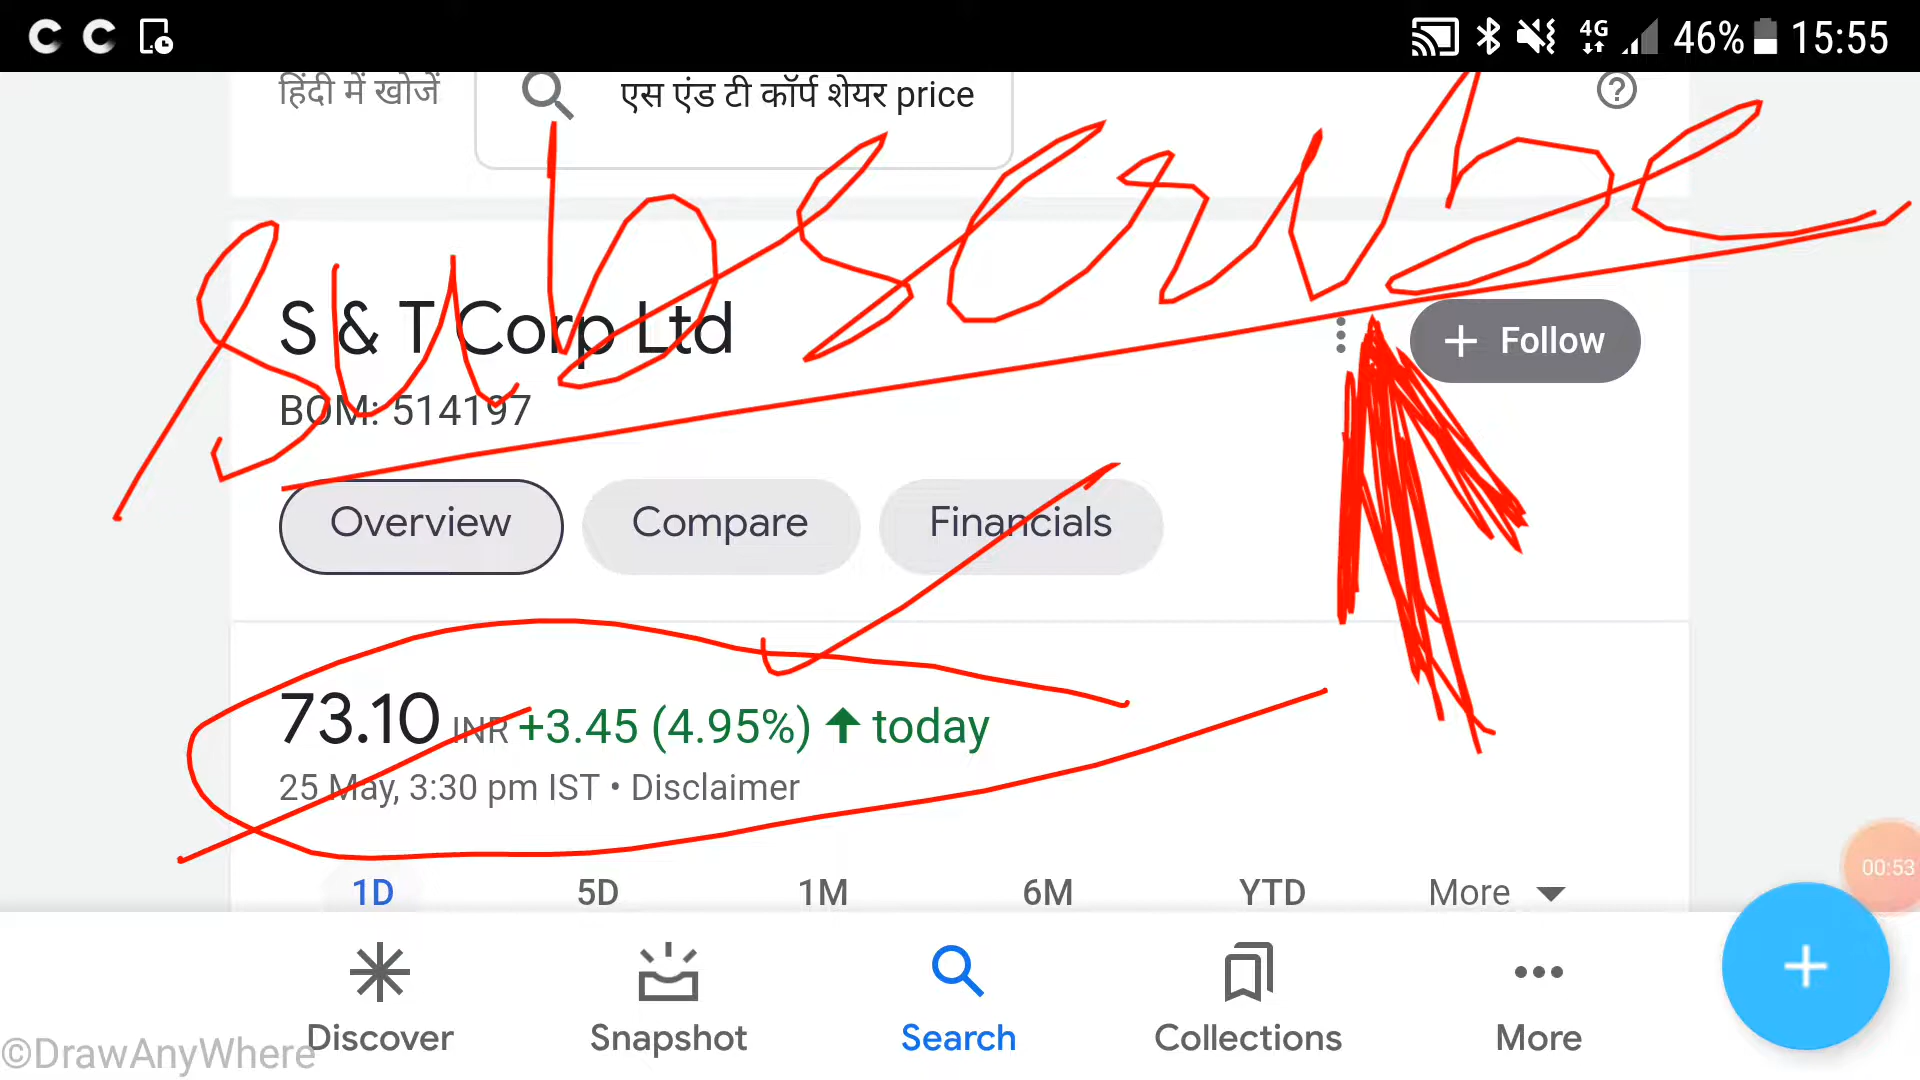 46% 15:55
4G
हिंदी में खोजें
एस एंड टी कॉर्प शेयर price
Subscribe
S & T Corp Ltd
+ Follow
BOM: 514197
Overview Compare Financials
73.10 INR +3.45 (4.95%) ↑ today
25 May, 3:30 pm IST • Disclaimer
00:53
1D 5D 1M 6M YTD More
Discover Snapshot Search Collections More
©DrawAnyWhere